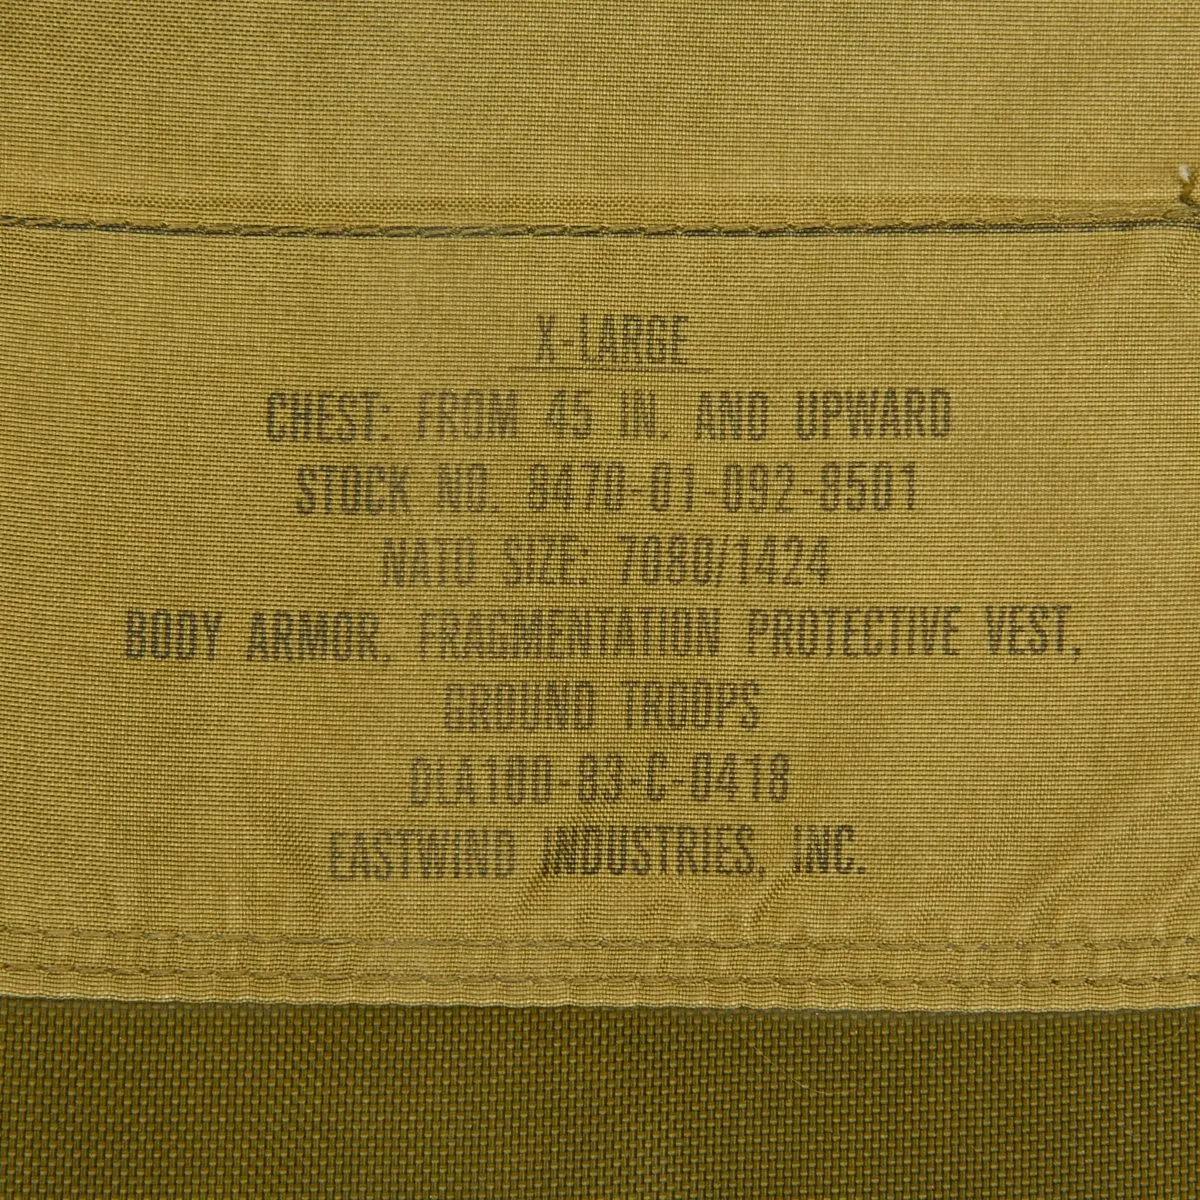 X-LARGE
CHEST: FROM 45 IN. AND UPWARD
STOCK NO. 8470-01-092-8501
NATO SIZE: 7080/1424
BODY ARMOR, FRAGMENTATION PROTECTIVE VEST,
GROUND TROOPS
DLA100-83-C-0418
EASTWIND INDUSTRIES, INC.